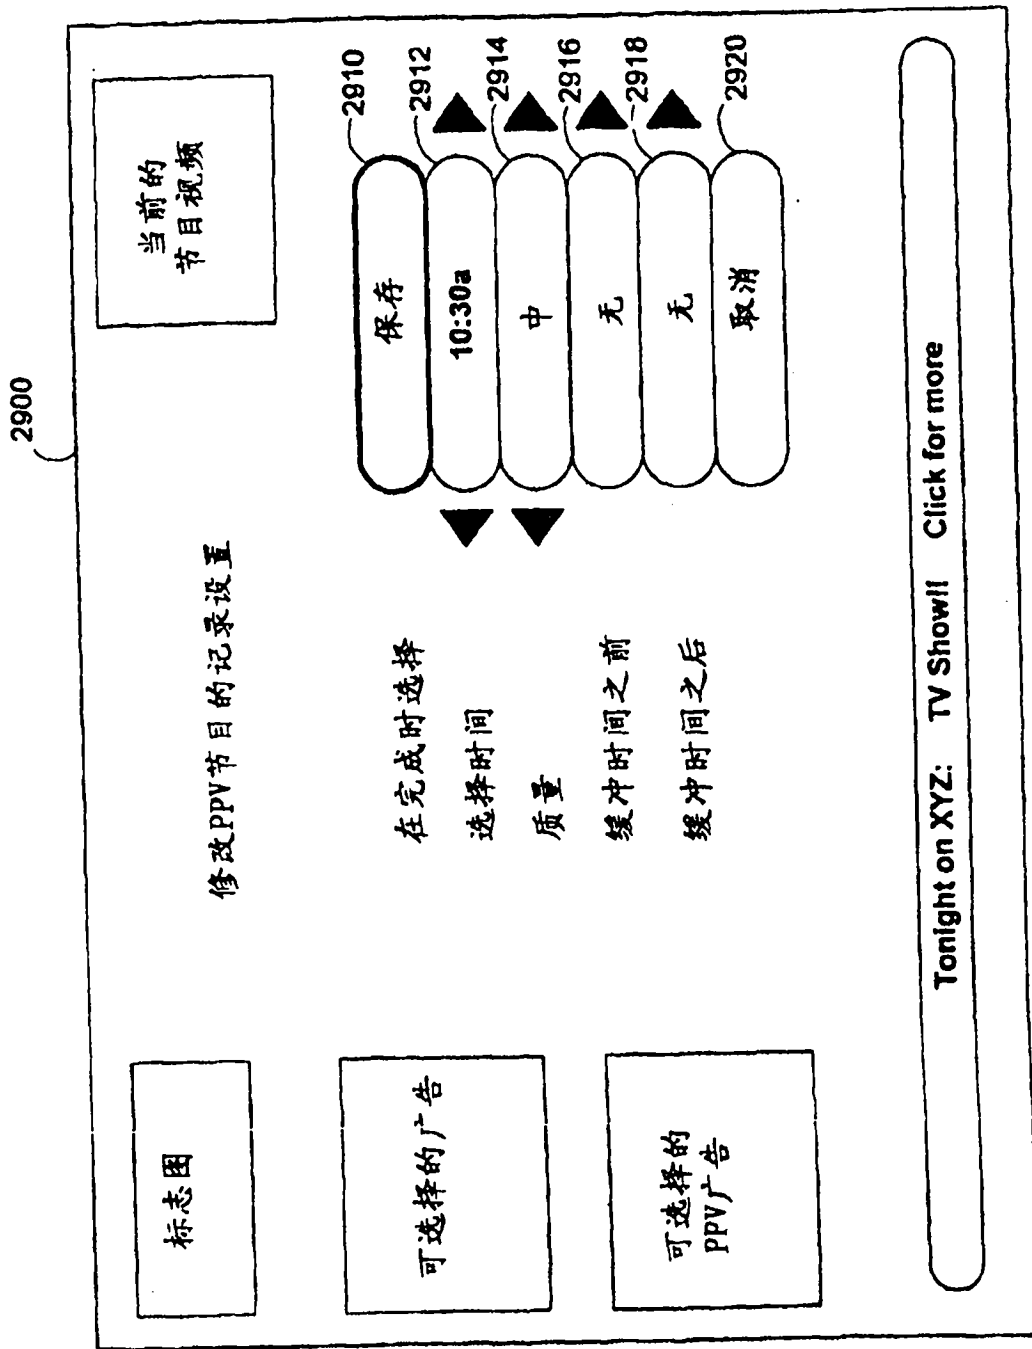 2900
标志图
修改PPV节目的记录设置
当前的
节目视频
可选择的广告
可选择的
PPV广告
在完成时选择
保存
2910
选择时间
10:30a
2912
质量
中
2914
缓冲时间之前
无
2916
缓冲时间之后
无
2918
取消
2920
Tonight on XYZ: TV Show!! Click for more